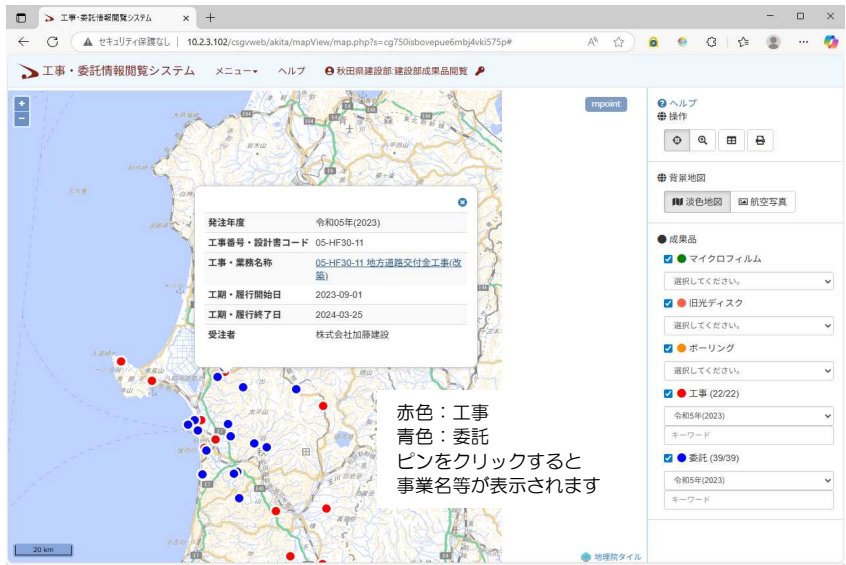 工事・委託情報閲覧システム
セキュリティ保護なし | 10.2.3.102/csgvweb/akita/mapView/map.php?s=cg750isbovepue6mbj4vki575p#
工事・委託情報閲覧システム メニュー ヘルプ 秋田県建設部:建設部成果品閲覧
mpoint
ヘルプ
操作
背景地図
淡色地図 航空写真
発注年度 令和05年(2023)
工事番号・設計書コード 05-HF30-11
工事・業務名称 05-HF30-11 地方道路交付金工事(改
築)
工期・履行開始日 2023-09-01
工期・履行終了日 2024-03-25
受注者 株式会社加藤建設
成果品
マイクロフィルム
選択してください。
旧光ディスク
選択してください。
ボーリング
選択してください。
工事 (22/22)
令和5年(2023)
キーワード
委託 (39/39)
令和5年(2023)
キーワード
赤色：工事
青色：委託
ピンをクリックすると
事業名等が表示されます
20 km
地理院タイル